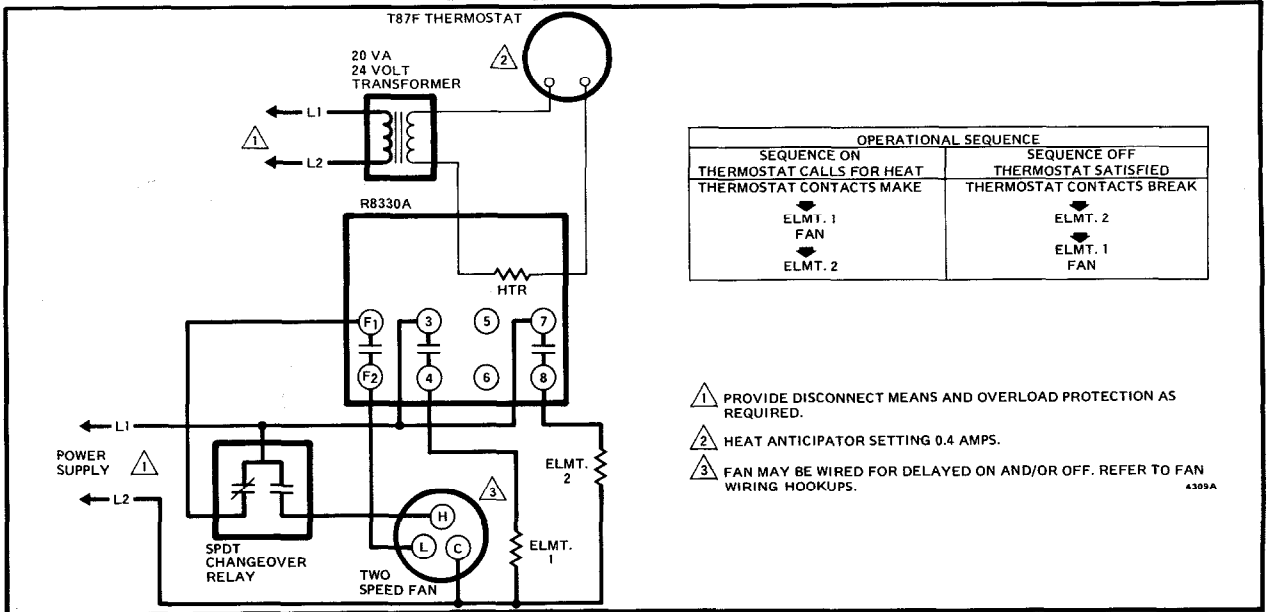 T87F THERMOSTAT
20 VA
24 VOLT
TRANSFORMER
2
L1
1
L2
R8330A
HTR
F1
3
5
7
F2
4
6
8
L1
POWER
SUPPLY
1
L2
SPDT
CHANGEOVER
RELAY
3
H
L
C
TWO
SPEED FAN
ELMT.
1
ELMT.
2
OPERATIONAL SEQUENCE
SEQUENCE ON
THERMOSTAT CALLS FOR HEAT
SEQUENCE OFF
THERMOSTAT SATISFIED
THERMOSTAT CONTACTS MAKE
ELMT. 1
FAN
ELMT. 2
THERMOSTAT CONTACTS BREAK
ELMT. 2
ELMT. 1
FAN
1 PROVIDE DISCONNECT MEANS AND OVERLOAD PROTECTION AS
REQUIRED.
2 HEAT ANTICIPATOR SETTING 0.4 AMPS.
3 FAN MAY BE WIRED FOR DELAYED ON AND/OR OFF. REFER TO FAN
WIRING HOOKUPS.
4309A